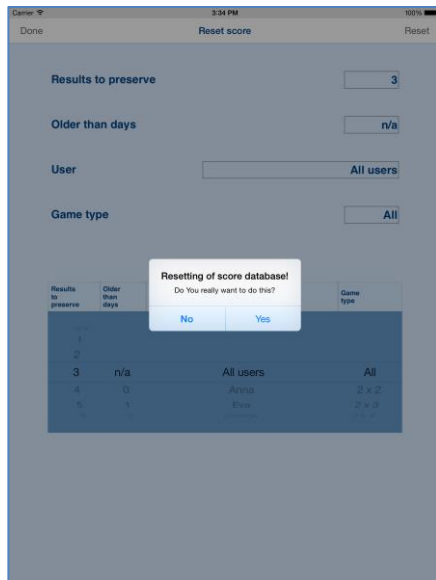 Carrier 3:34 PM 100%
Done Reset score Reset
Results to preserve 3
Older than days n/a
User All users
Game type All
Resetting of score database!
Do You really want to do this?
No Yes
Results to preserve
Older than days
Game type
1
2
3 n/a All users All
4 0 Anna 2 x 2
5 1 Eva 2 x 3